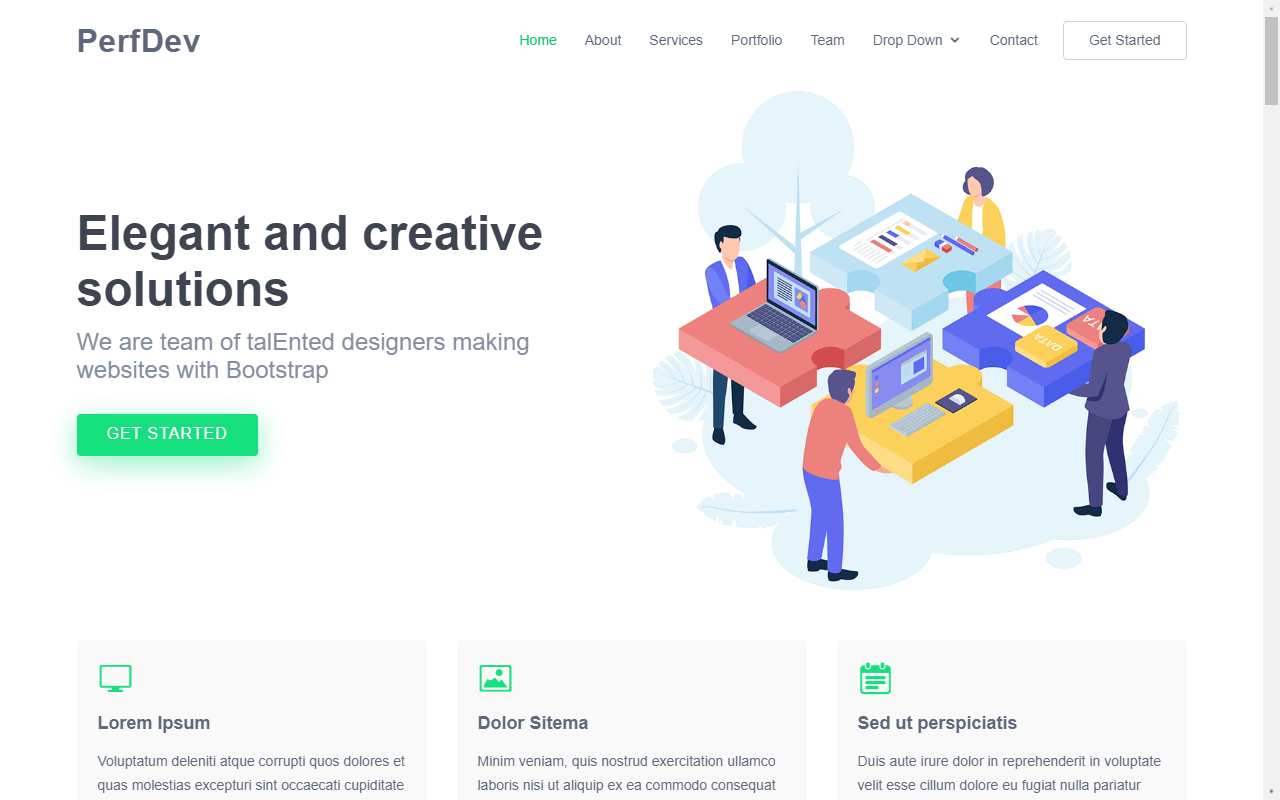 PerfDev
Home About Services Portfolio Team Drop Down Contact Get Started
Elegant and creative
solutions
We are team of talEnted designers making
websites with Bootstrap
GET STARTED
DATA
Lorem Ipsum
Voluptatum deleniti atque corrupti quos dolores et
quas molestias excepturi sint occaecati cupiditate
Dolor Sitema
Minim veniam, quis nostrud exercitation ullamco
laboris nisi ut aliquip ex ea commodo consequat
Sed ut perspiciatis
Duis aute irure dolor in reprehenderit in voluptate
velit esse cillum dolore eu fugiat nulla pariatur